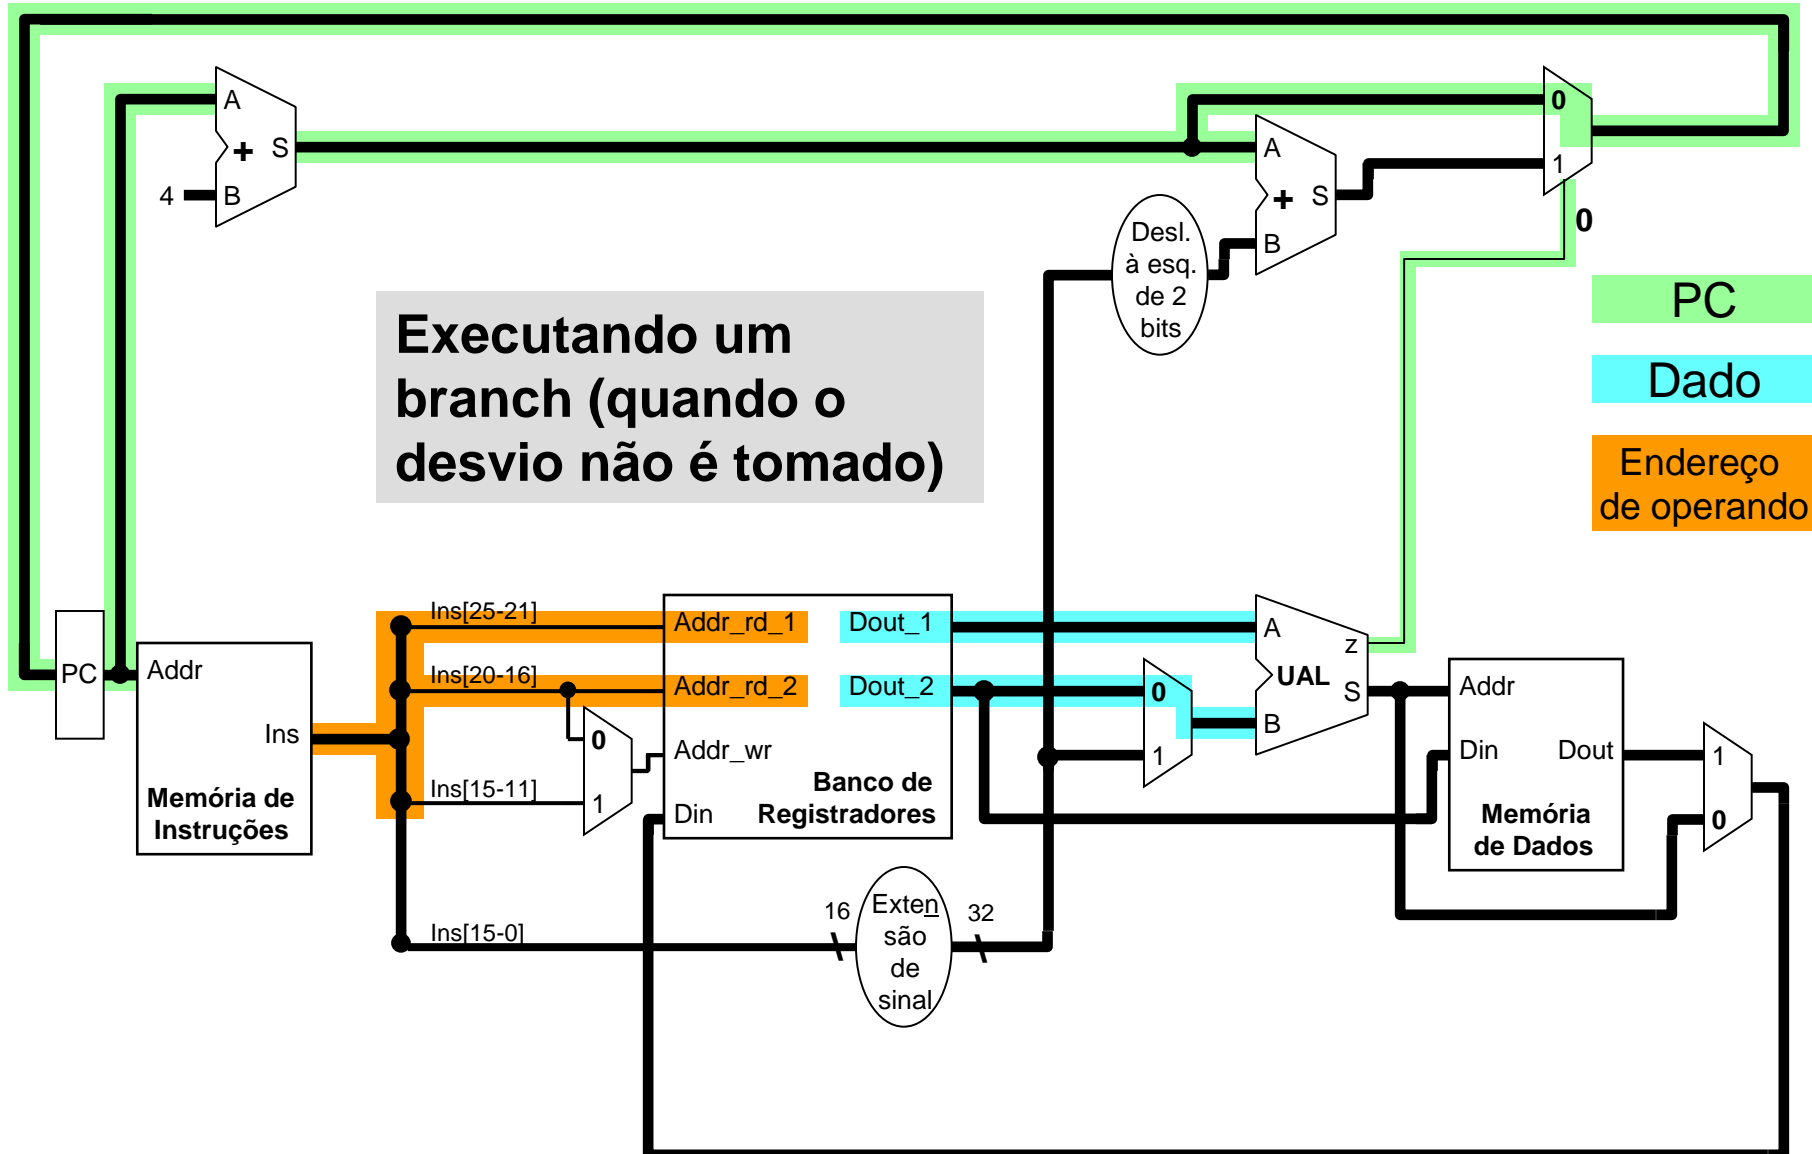 A
+
S
4
B
0
A
1
+
S
B
0
Desl.
à esq.
de 2
bits
PC
Dado
Endereço
de operando
Executando um
branch (quando o
desvio não é tomado)
PC
Addr
Ins
Memória de
Instruções
Ins[25-21]
Ins[20-16]
Ins[15-11]
Ins[15-0]
0
1
Addr_rd_1
Addr_rd_2
Addr_wr
Din
Dout_1
Dout_2
Banco de
Registradores
16
Exten
são
de
sinal
32
0
1
A
z
UAL
S
B
Addr
Din
Dout
Memória
de Dados
1
0